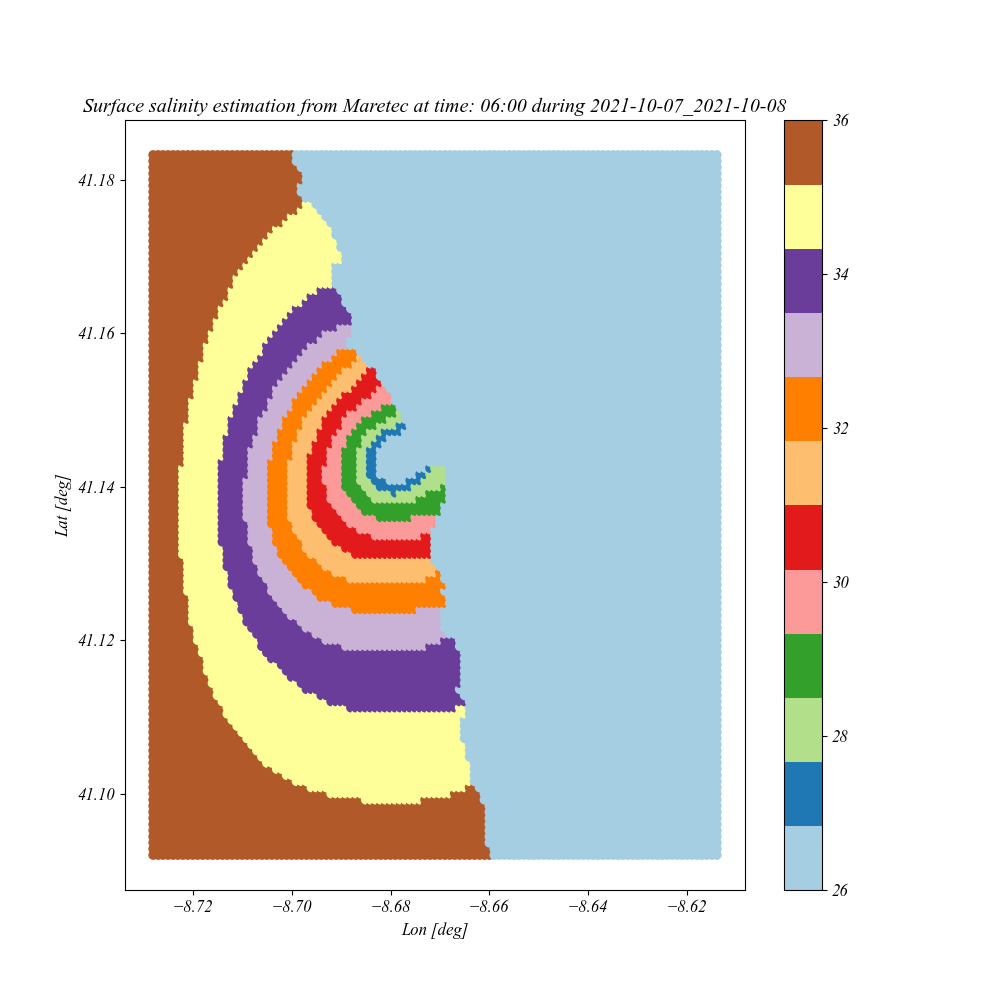 Surface salinity estimation from Maretec at time: 06:00 during 2021-10-07_2021-10-08
36
41.18
34
41.16
32
41.14
Lat [deg]
30
41.12
28
41.10
26
−8.72 −8.70 −8.68 −8.66 −8.64 −8.62
Lon [deg]